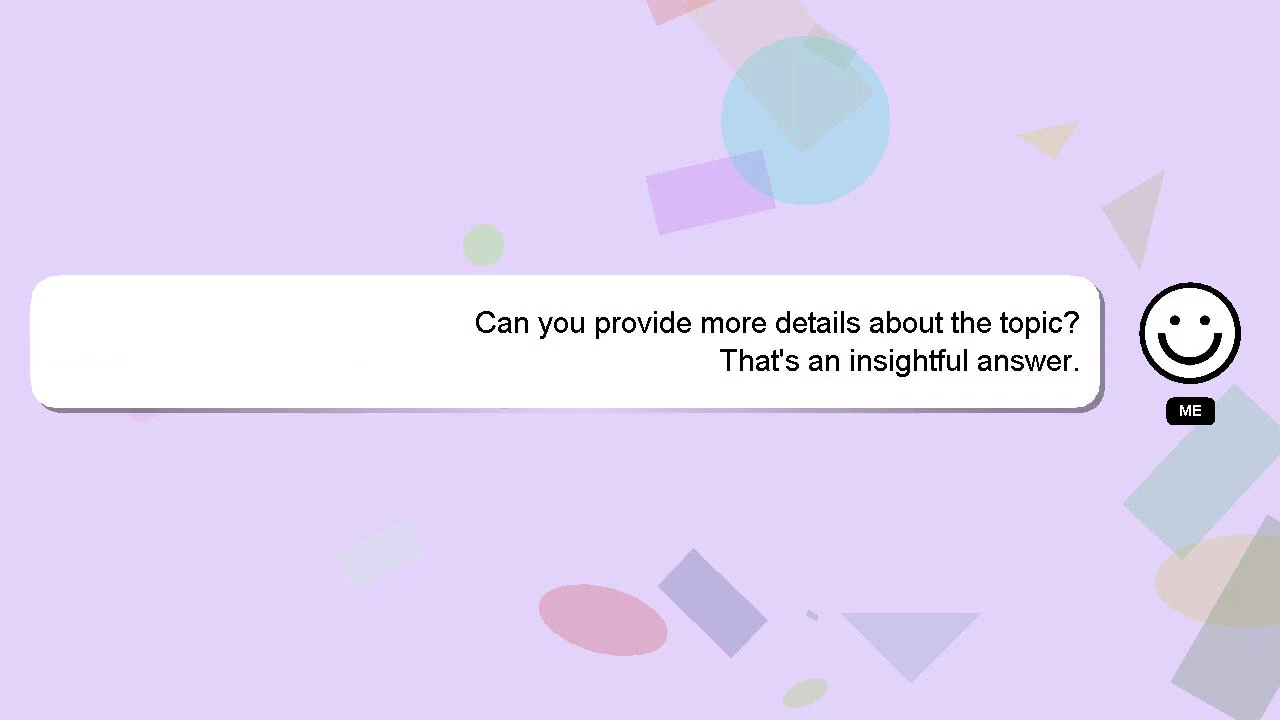 Can you provide more details about the topic?
That's an insightful answer.
ME